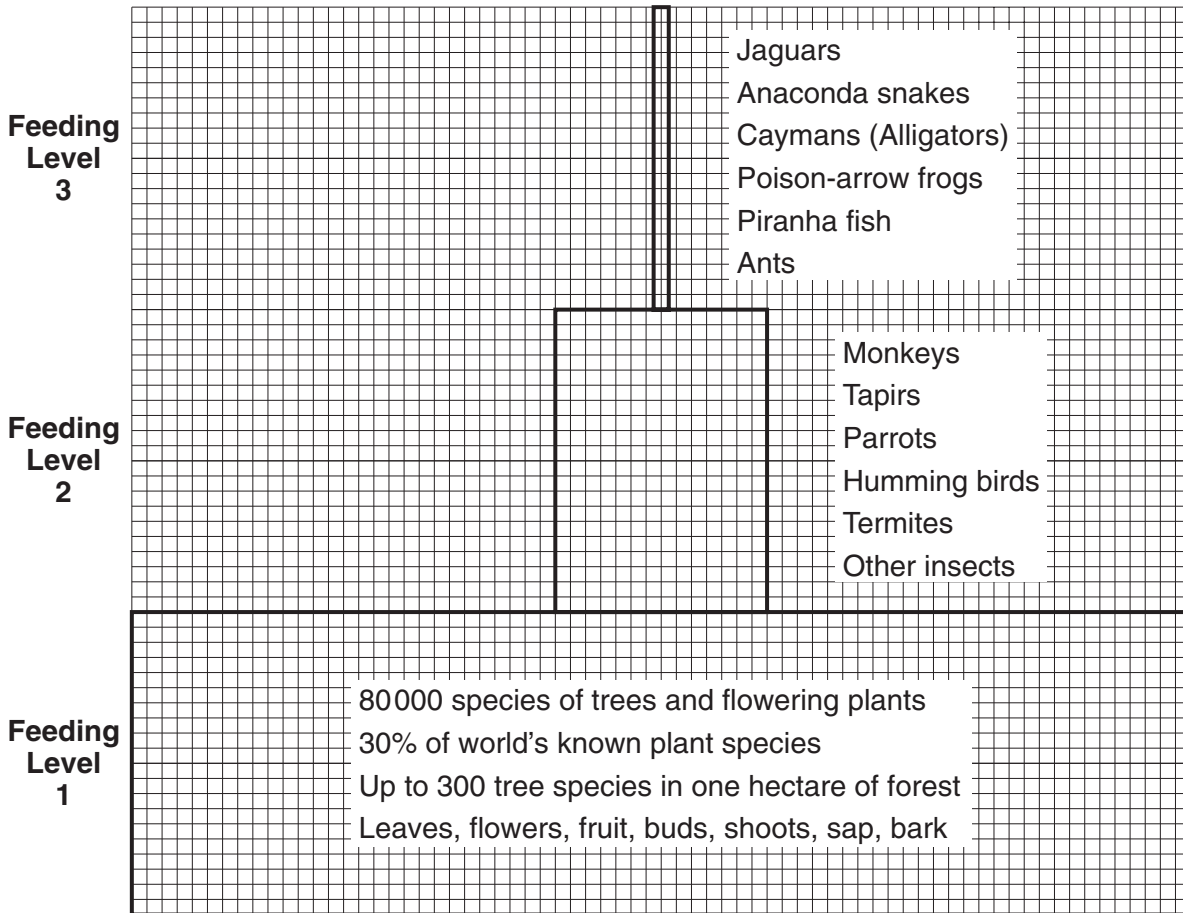 Feeding
Level
3
Jaguars
Anaconda snakes
Caymans (Alligators)
Poison-arrow frogs
Piranha fish
Ants
Feeding
Level
2
Monkeys
Tapirs
Parrots
Humming birds
Termites
Other insects
Feeding
Level
1
80 000 species of trees and flowering plants
30% of world's known plant species
Up to 300 tree species in one hectare of forest
Leaves, flowers, fruit, buds, shoots, sap, bark